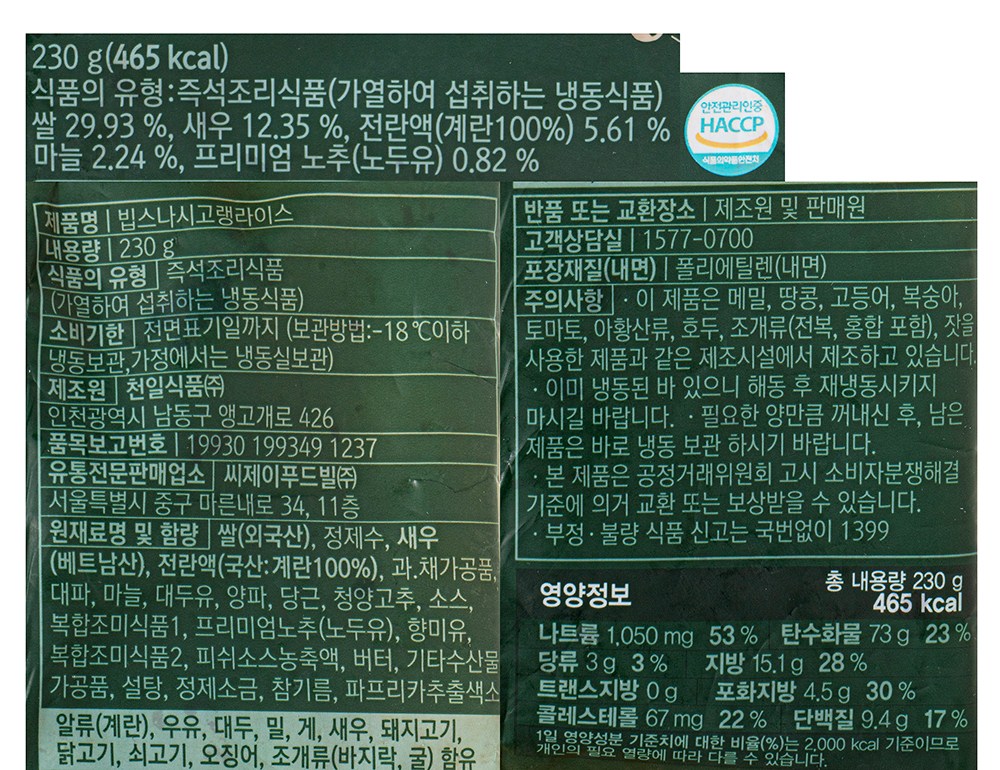 230 g(465 kcal)
식품의 유형:즉석조리식품(가열하여 섭취하는 냉동식품)
쌀 29.93 %, 새우 12.35 %, 전란액(계란100%) 5.61 %
마늘 2.24 %, 프리미엄 노추(노두유) 0.82 %
안전관리인증
HACCP
식품의약품안전처
제품명 | 빕스나시고랭라이스
내용량 | 230 g
식품의 유형 | 즉석조리식품
(가열하여 섭취하는 냉동식품)
소비기한 | 전면표기일까지 (보관방법:-18℃이하
냉동보관,가정에서는 냉동실보관)
제조원 | 천일식품㈜
인천광역시 남동구 앵고개로 426
품목보고번호 | 19930 199349 1237
유통전문판매업소 | 씨제이푸드빌㈜
서울특별시 중구 마른내로 34, 11층
원재료명 및 함량 | 쌀(외국산), 정제수, 새우
(베트남산), 전란액(국산:계란100%), 과.채가공품,
대파, 마늘, 대두유, 양파, 당근, 청양고추, 소스,
복합조미식품1, 프리미엄노추(노두유), 향미유,
복합조미식품2, 피쉬소스농축액, 버터, 기타수산물
가공품, 설탕, 정제소금, 참기름, 파프리카추출색소
알류(계란), 우유, 대두, 밀, 게, 새우, 돼지고기,
닭고기, 쇠고기, 오징어, 조개류(바지락, 굴) 함유
반품 또는 교환장소 | 제조원 및 판매원
고객상담실 | 1577-0700
포장재질(내면) | 폴리에틸렌(내면)
주의사항 | · 이 제품은 메밀, 땅콩, 고등어, 복숭아,
토마토, 아황산류, 호두, 조개류(전복, 홍합 포함), 잣을
사용한 제품과 같은 제조시설에서 제조하고 있습니다.
· 이미 냉동된 바 있으니 해동 후 재냉동시키지
마시길 바랍니다. · 필요한 양만큼 꺼내신 후, 남은
제품은 바로 냉동 보관 하시기 바랍니다.
· 본 제품은 공정거래위원회 고시 소비자분쟁해결
기준에 의거 교환 또는 보상받을 수 있습니다.
· 부정·불량 식품 신고는 국번없이 1399
영양정보
총 내용량 230 g
465 kcal
나트륨 1,050 mg 53 % 탄수화물 73 g 23 %
당류 3 g 3 % 지방 15.1 g 28 %
트랜스지방 0 g 포화지방 4.5 g 30 %
콜레스테롤 67 mg 22 % 단백질 9.4 g 17 %
1일 영양성분 기준치에 대한 비율(%)는 2,000 kcal 기준이므로
개인의 필요 열량에 따라 다를 수 있습니다.